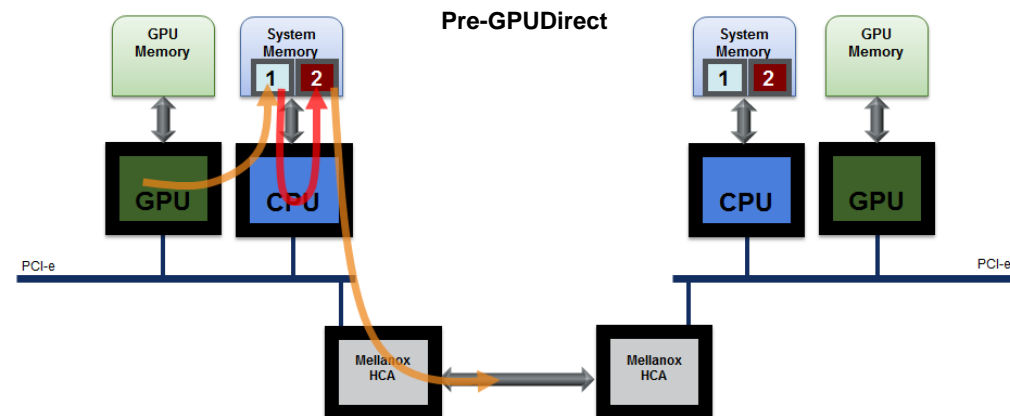 Pre-GPUDirect
GPU
Memory
System
Memory
1
2
System
Memory
1
2
GPU
Memory
GPU
CPU
CPU
GPU
PCI-e
PCI-e
Mellanox
HCA
Mellanox
HCA